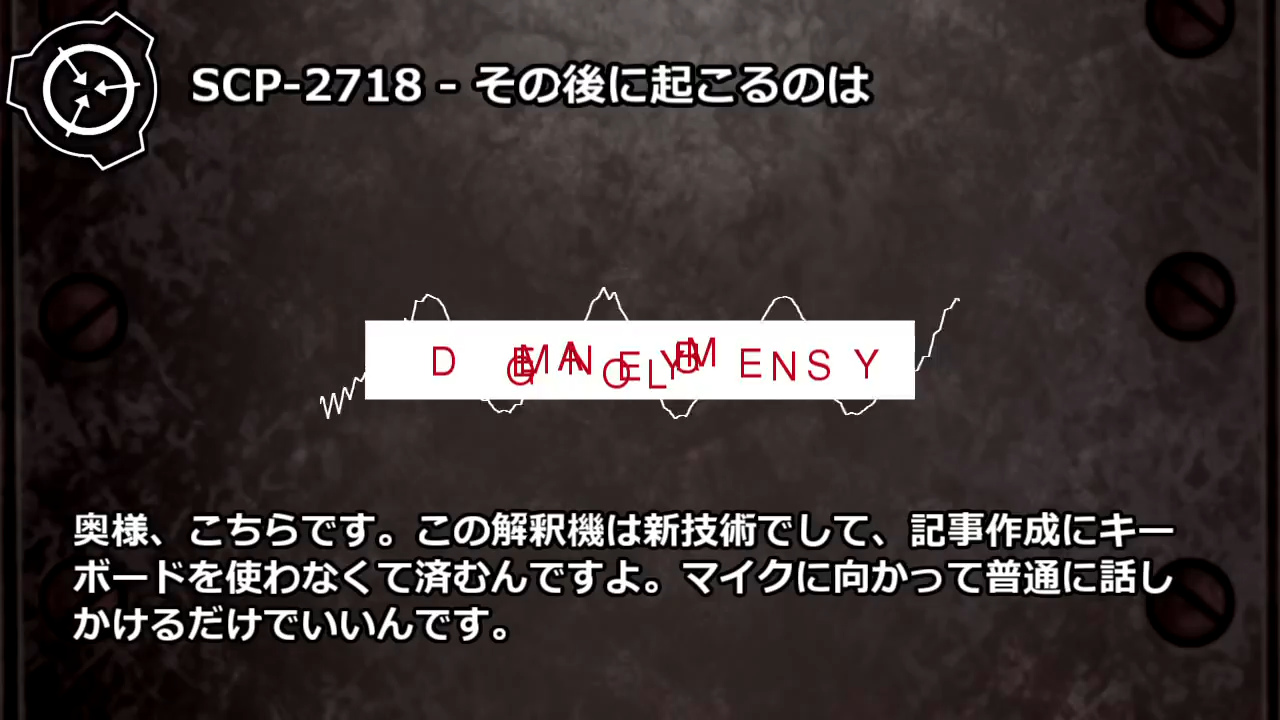 SCP-2718 - その後に起こるのは
奥様、こちらです。この解釈機は新技術でして、記事作成にキー
ボードを使わなくて済むんですよ。マイクに向かって普通に話し
かけるだけでいいんです。